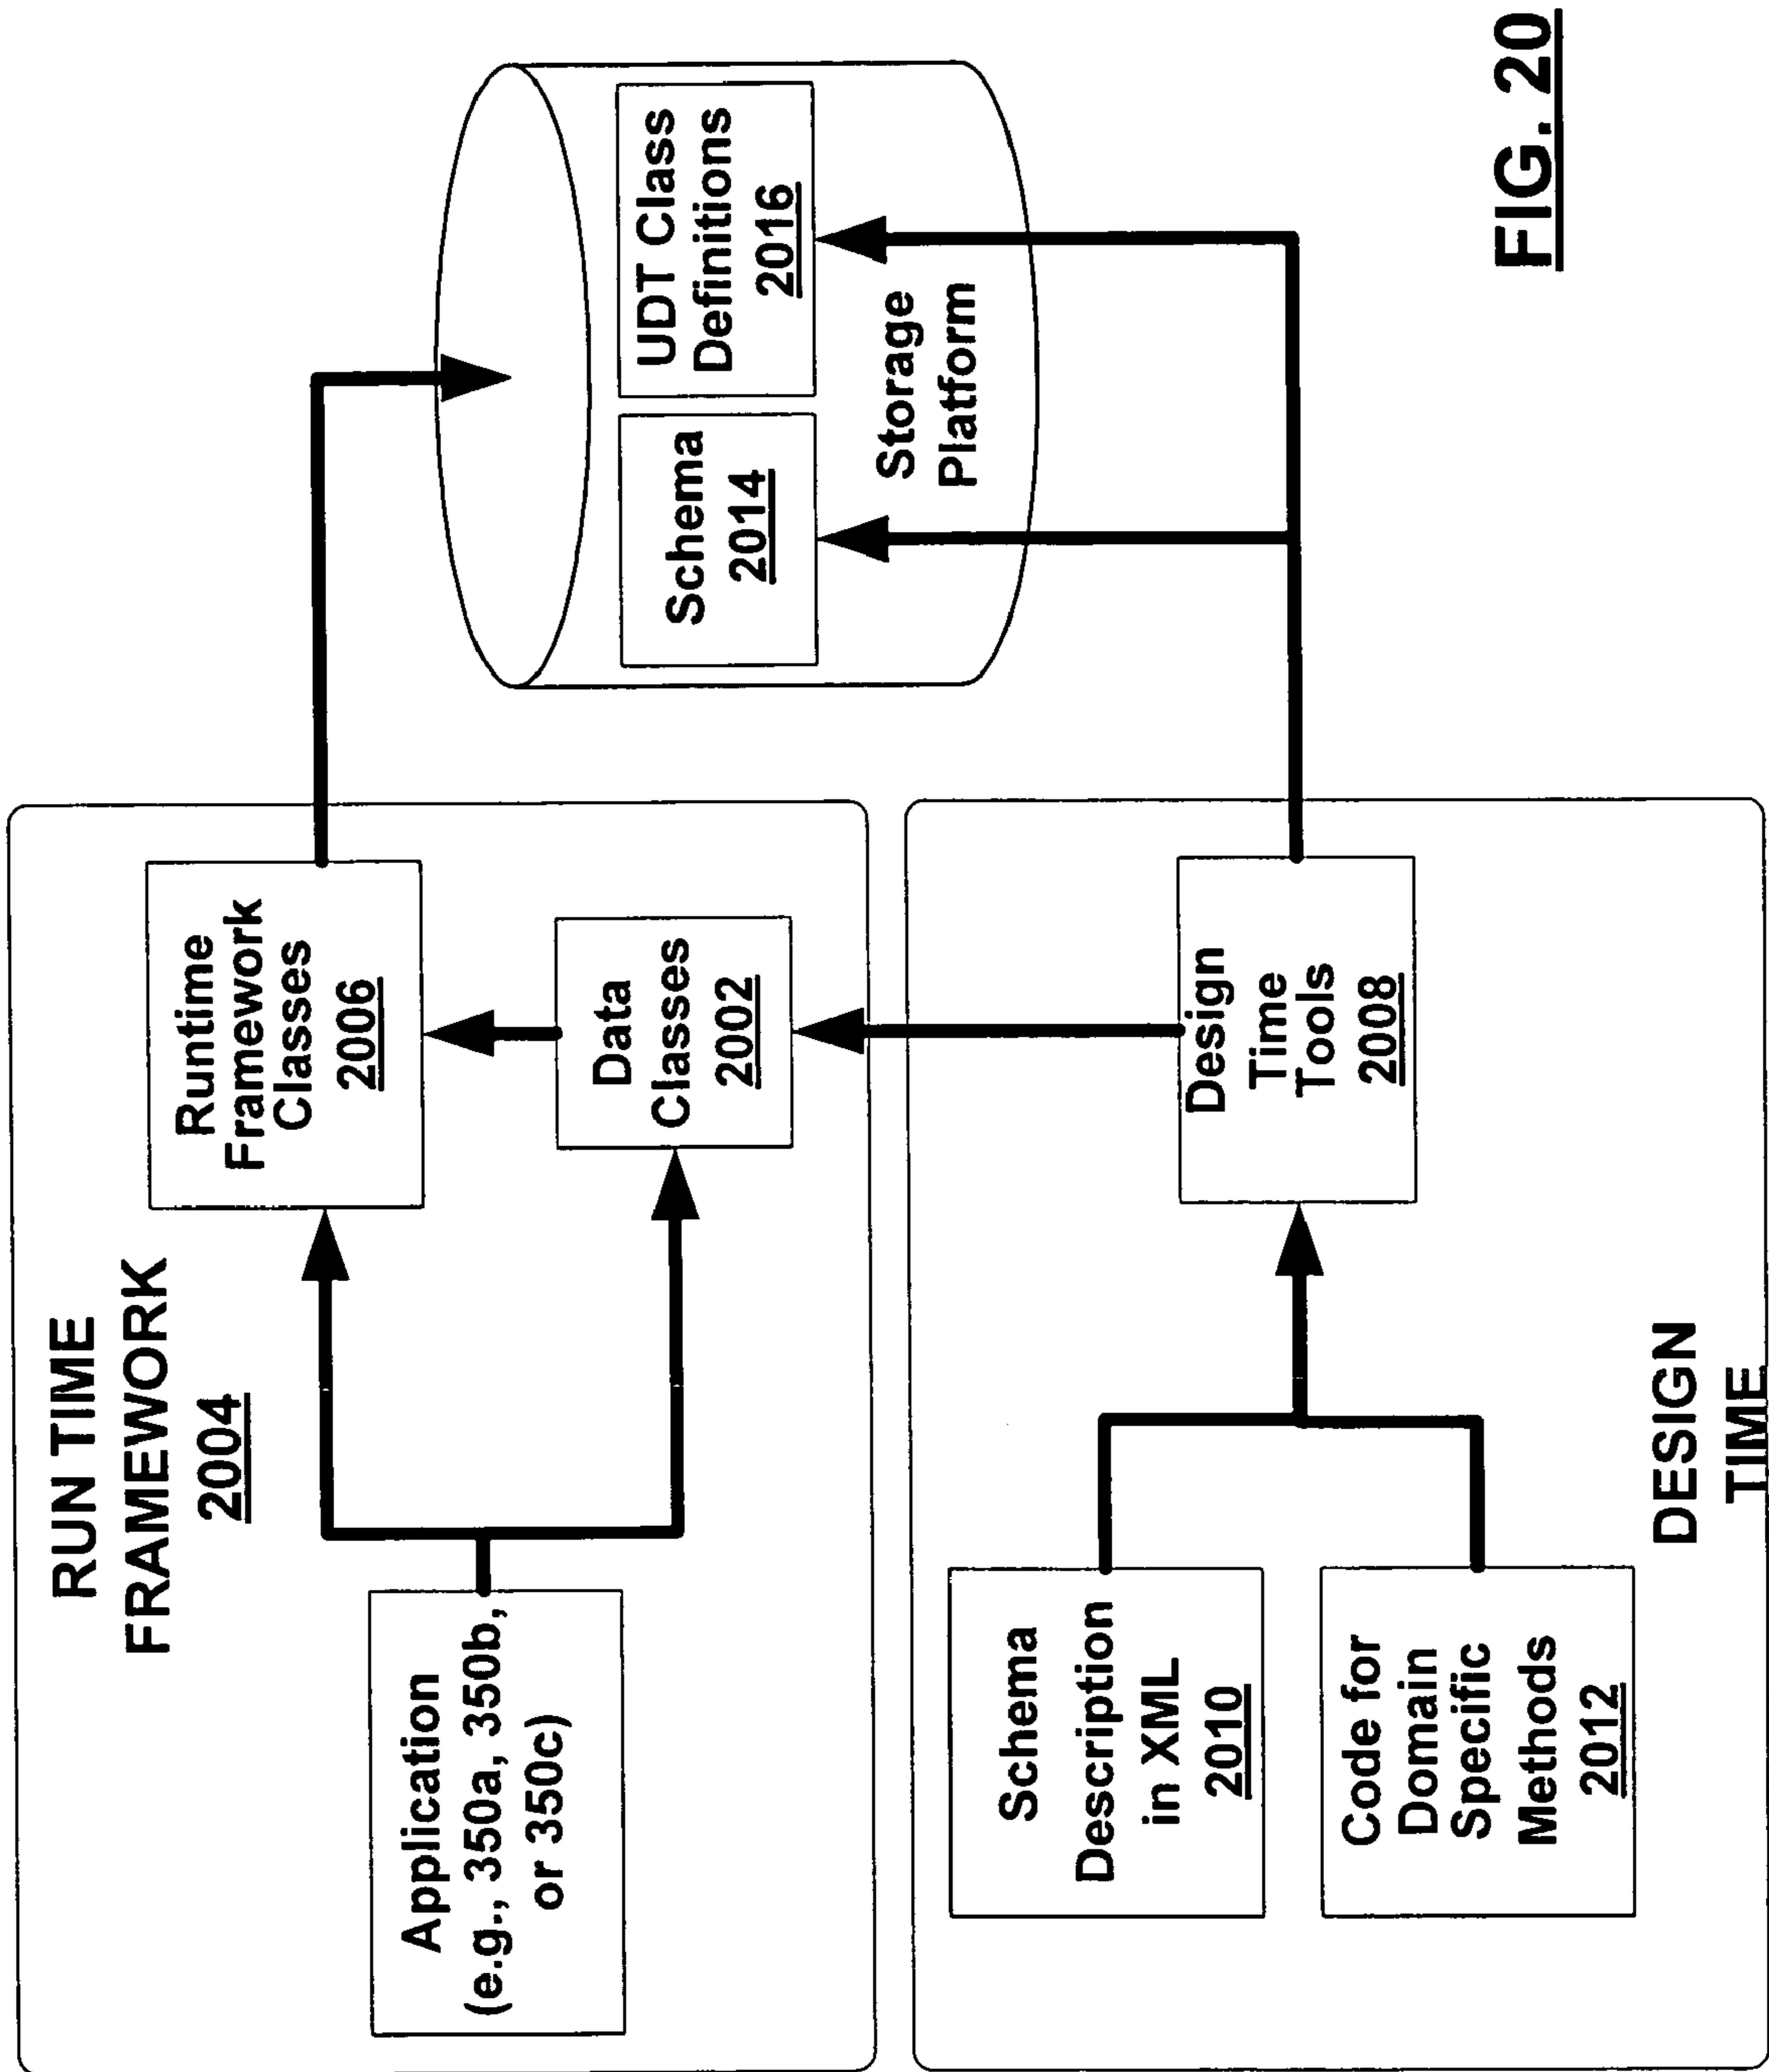 RUN TIME
FRAMEWORK
2004
Application
(e.g., 350a, 350b,
or 350c)
Runtime
Framework
Classes
2006
Data
Classes
2002
UDT Class
Definitions
2016
Schema
2014
Storage
Platform
Schema
Description
in XML
2010
Code for
Domain
Specific
Methods
2012
Design
Time
Tools
2008
DESIGN
TIME
FIG. 20